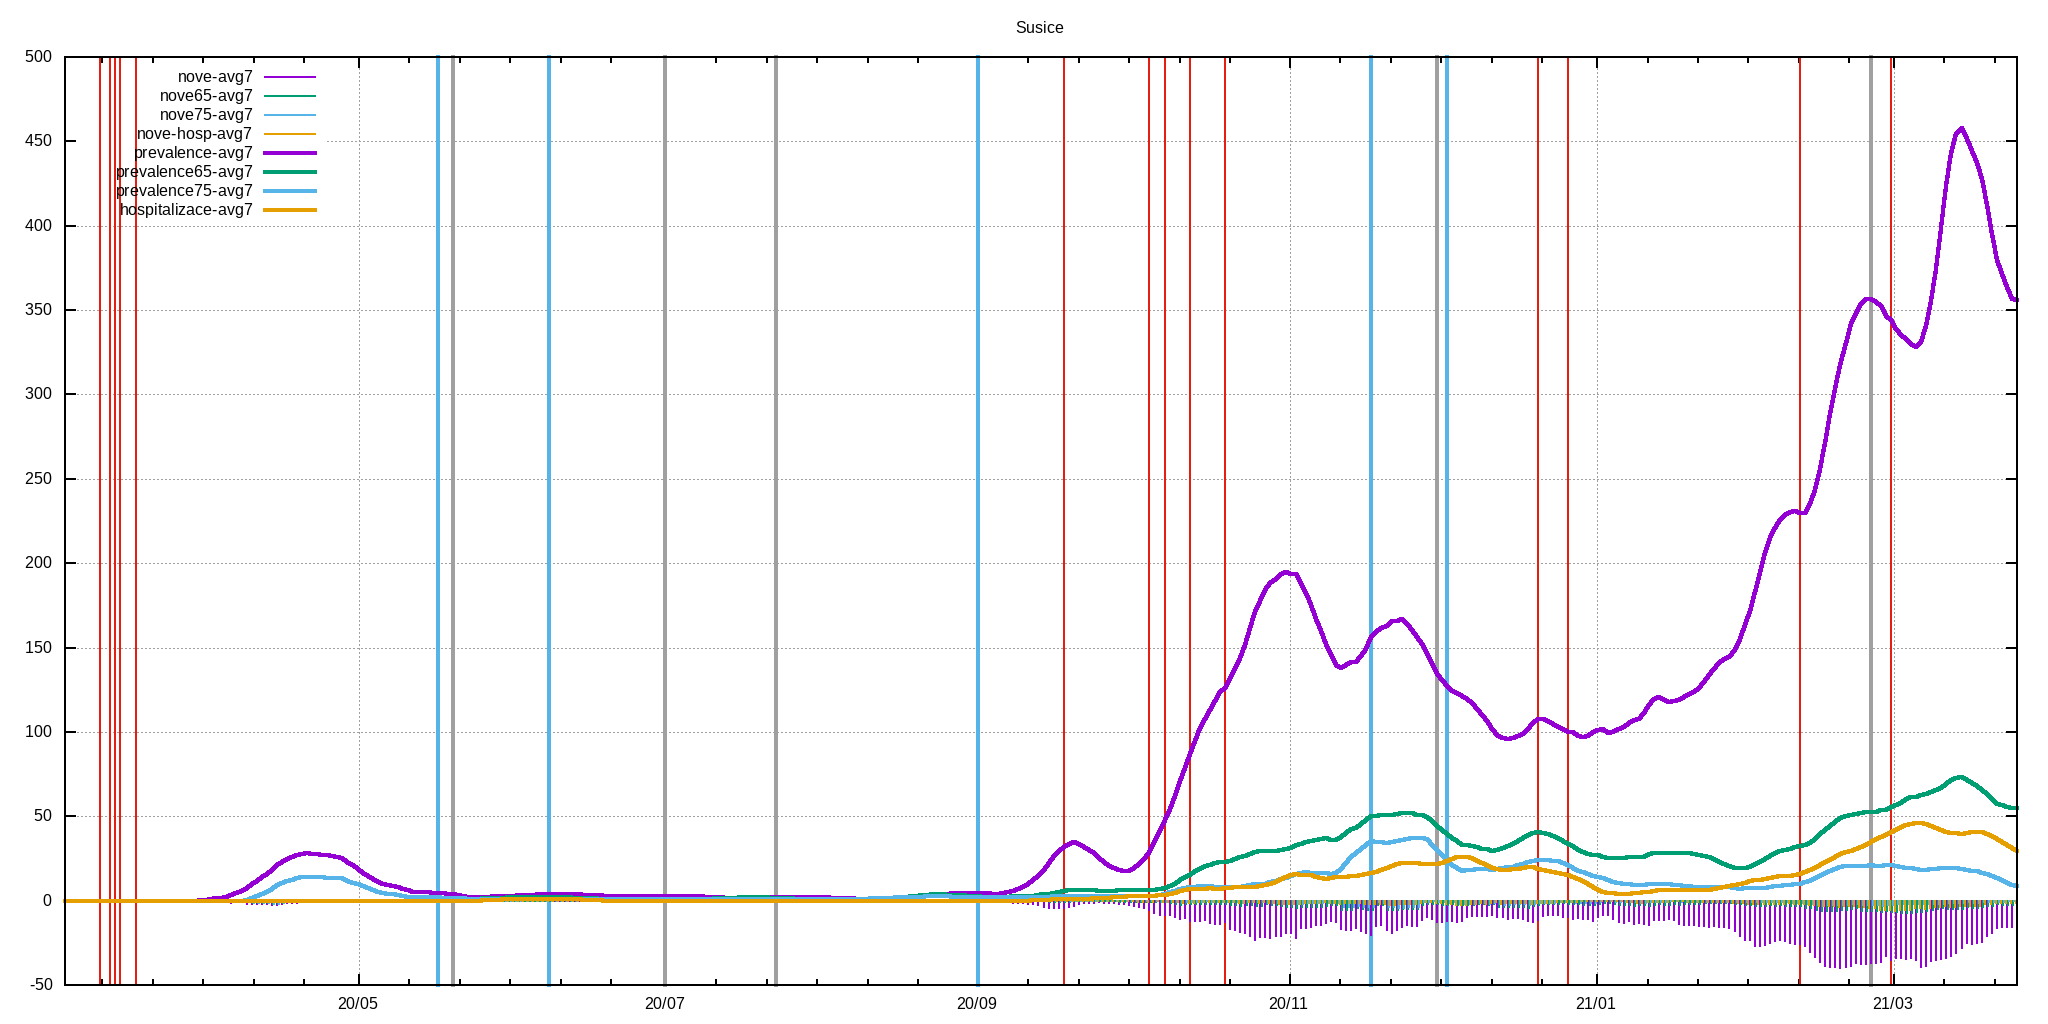 Susice
500
450
400
350
300
250
200
150
100
50
0
-50
nove-avg7
nove65-avg7
nove75-avg7
nove-hosp-avg7
prevalence-avg7
prevalence65-avg7
prevalence75-avg7
hospitalizace-avg7
20/05 20/07 20/09 20/11 21/01 21/03